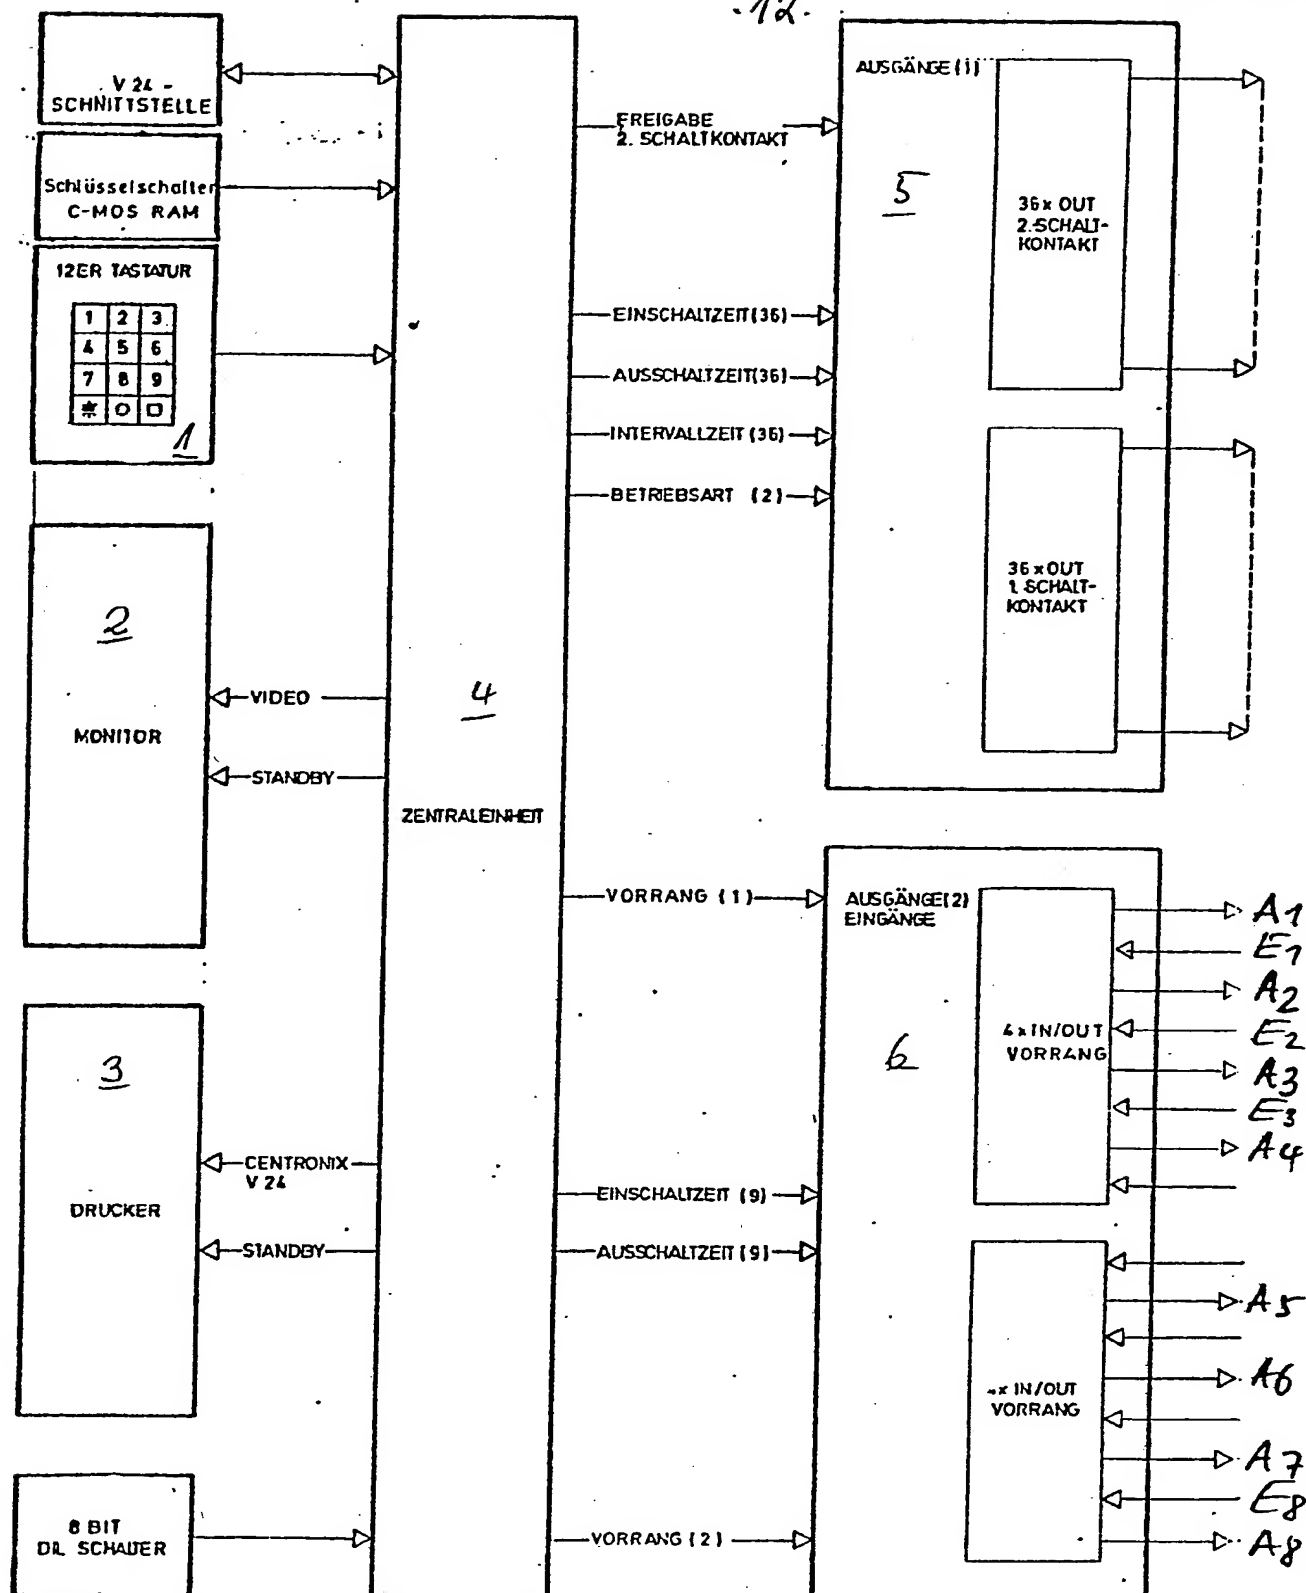 -12-
V 24 -
SCHNITTSTELLE
Schlüsselschalter
C-MOS RAM
12ER TASTATUR
1 2 3
4 5 6
7 8 9
* O □
1
2
MONITOR
3
DRUCKER
8 BIT
DIL SCHALTER
VIDEO
STANDBY
CENTRONIX
V 24
STANDBY
4
ZENTRALEINHEIT
FREIGABE
2. SCHALTKONTAKT
EINSCHALTZEIT (36)
AUSSCHALTZEIT (36)
INTERVALLZEIT (36)
BETRIEBSART (2)
VORRANG (1)
EINSCHALTZEIT (9)
AUSSCHALTZEIT (9)
VORRANG (2)
AUSGÄNGE (1)
5
36 x OUT
2. SCHALT-
KONTAKT
36 x OUT
1. SCHALT-
KONTAKT
AUSGÄNGE (2)
EINGÄNGE
6
4 x IN/OUT
VORRANG
x IN/OUT
VORRANG
A1
E1
A2
E2
A3
E3
A4
A5
A6
A7
E8
A8